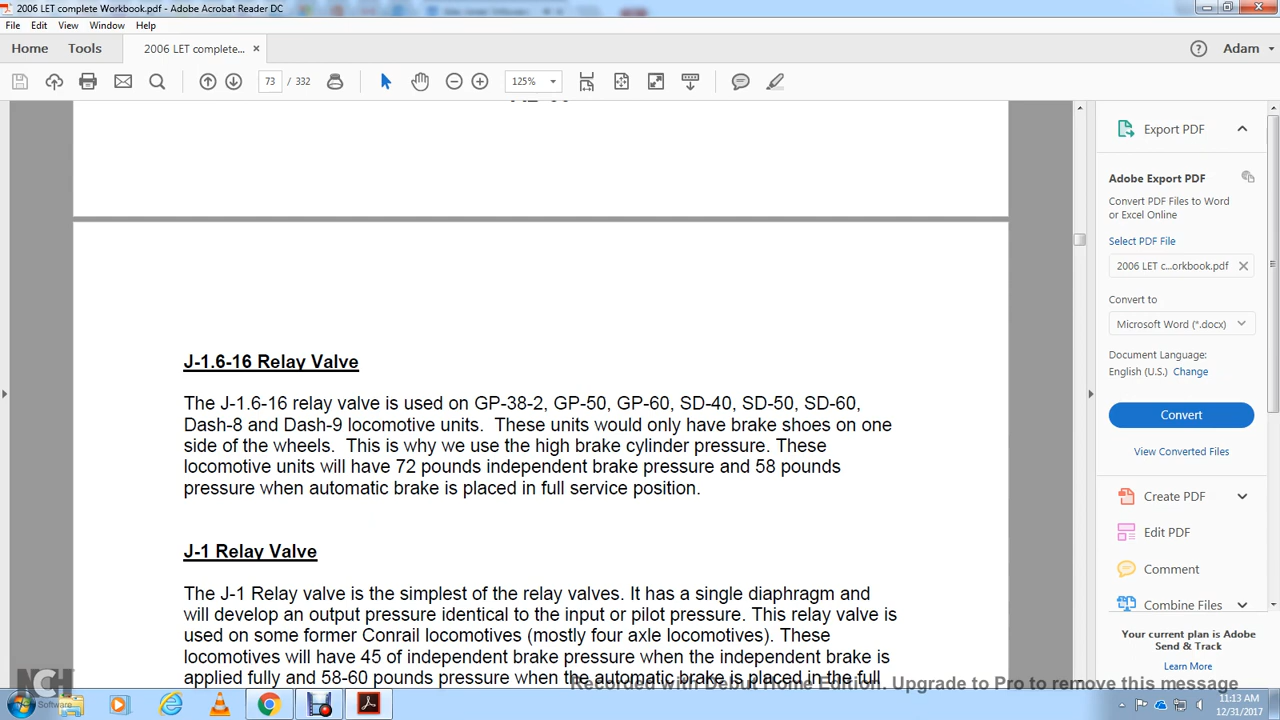 2006 LET complete Workbook.pdf - Adobe Acrobat Reader DC
File Edit View Window Help
Home Tools 2006 LET complete... × Adam
73 / 332 125%
J-1.6-16 Relay Valve
The J-1.6-16 relay valve is used on GP-38-2, GP-50, GP-60, SD-40, SD-50, SD-60,
Dash-8 and Dash-9 locomotive units. These units would only have brake shoes on one
side of the wheels. This is why we use the high brake cylinder pressure. These
locomotive units will have 72 pounds independent brake pressure and 58 pounds
pressure when automatic brake is placed in full service position.
J-1 Relay Valve
The J-1 Relay valve is the simplest of the relay valves. It has a single diaphragm and
will develop an output pressure identical to the input or pilot pressure. This relay valve is
used on some former Conrail locomotives (mostly four axle locomotives). These
locomotives will have 45 of independent brake pressure when the independent brake is
applied fully and 58-60 pounds pressure when the automatic brake is placed in the full
Export PDF
Adobe Export PDF
Convert PDF Files to Word
or Excel Online
Select PDF File
2006 LET c...orkbook.pdf
Convert to
Microsoft Word (*.docx)
Document Language:
English (U.S.) Change
Convert
View Converted Files
Create PDF
Edit PDF
Comment
Combine Files
Your current plan is Adobe
Send & Track
Learn More
Recorded with Debut Home Edition. Upgrade to Pro to remove this message
NCH Software
11:13 AM
12/31/2017